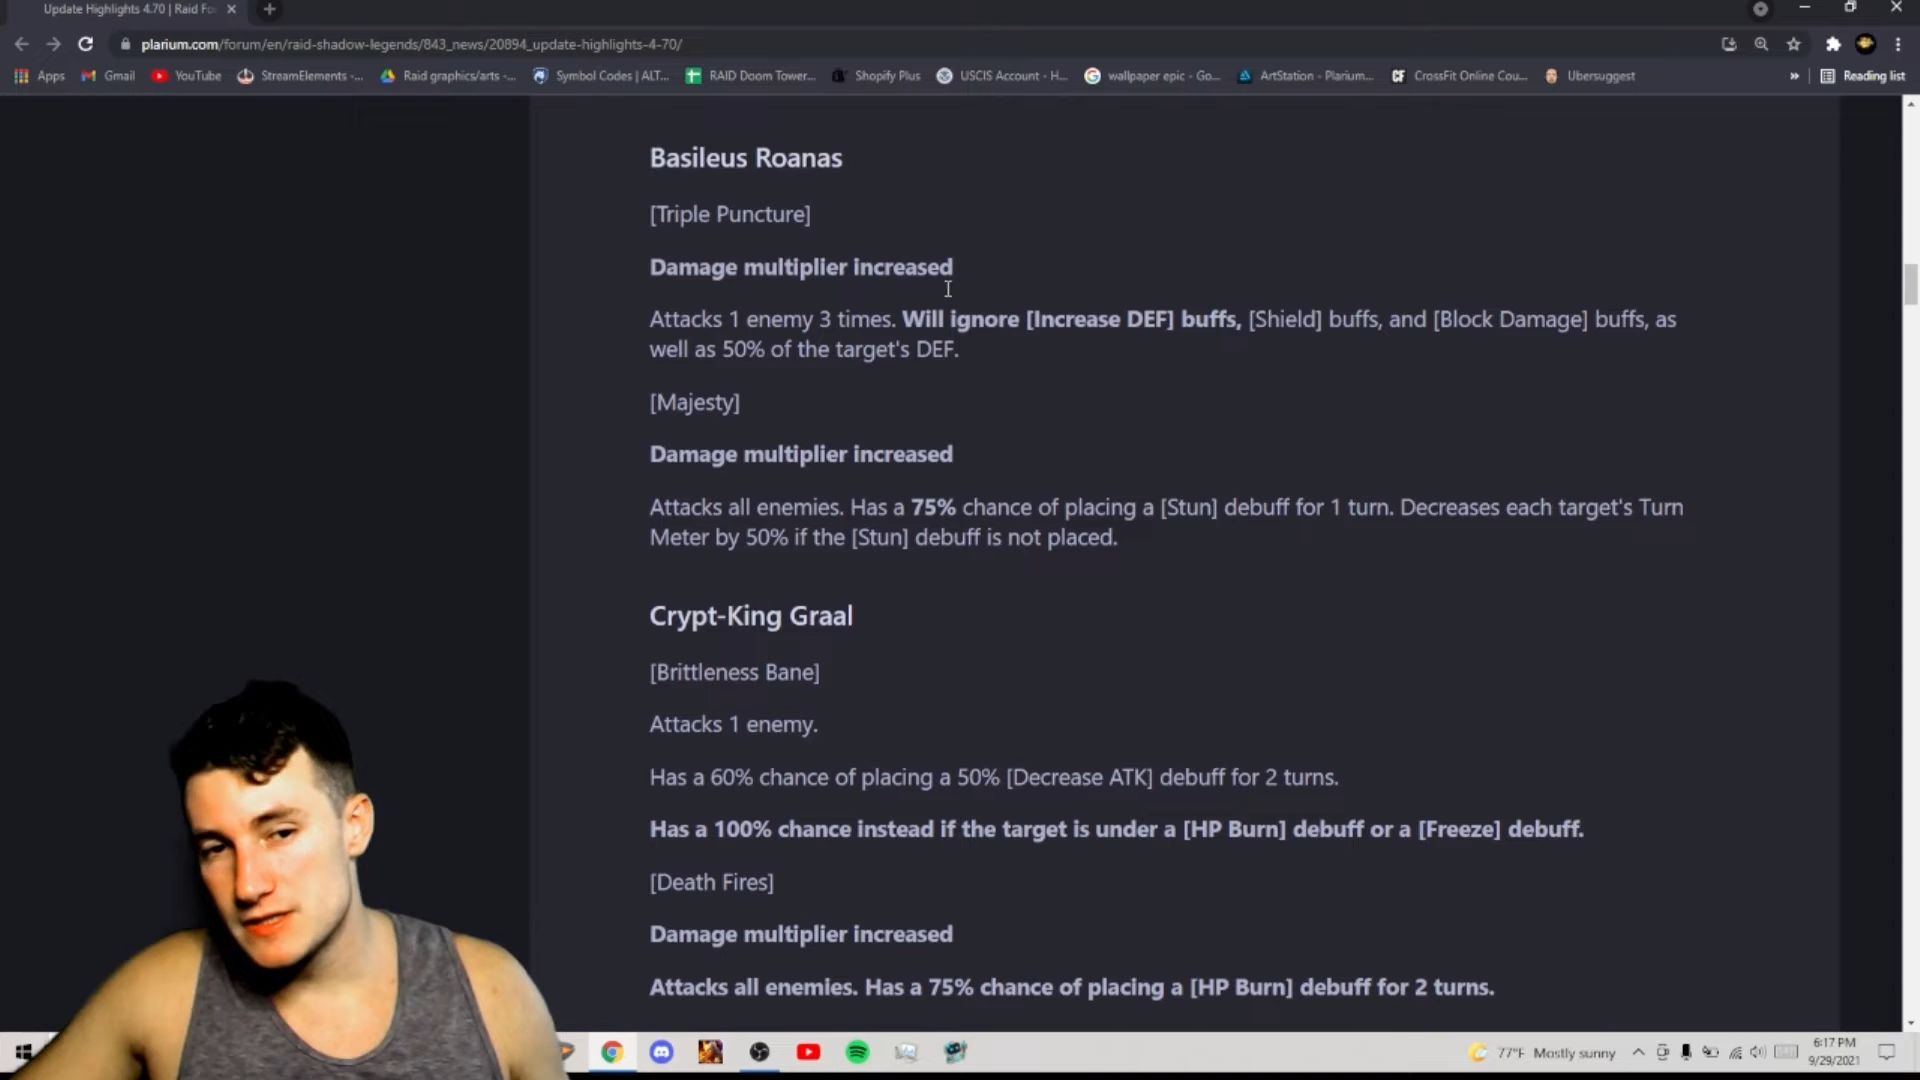 Update Highlights 4.70 | Raid Fo
plarium.com/forum/en/raid-shadow-legends/843_news/20894_update-highlights-4-70/
Apps Gmail YouTube StreamElements -... Raid graphics/arts -... Symbol Codes | ALT... RAID Doom Tower... Shopify Plus USCIS Account - H... wallpaper epic - Go... ArtStation - Plarium... CrossFit Online Cou... Ubersuggest » Reading list
Basileus Roanas
[Triple Puncture]
Damage multiplier increased
Attacks 1 enemy 3 times. Will ignore [Increase DEF] buffs, [Shield] buffs, and [Block Damage] buffs, as
well as 50% of the target's DEF.
[Majesty]
Damage multiplier increased
Attacks all enemies. Has a 75% chance of placing a [Stun] debuff for 1 turn. Decreases each target's Turn
Meter by 50% if the [Stun] debuff is not placed.
Crypt-King Graal
[Brittleness Bane]
Attacks 1 enemy.
Has a 60% chance of placing a 50% [Decrease ATK] debuff for 2 turns.
Has a 100% chance instead if the target is under a [HP Burn] debuff or a [Freeze] debuff.
[Death Fires]
Damage multiplier increased
Attacks all enemies. Has a 75% chance of placing a [HP Burn] debuff for 2 turns.
77°F Mostly sunny
6:17 PM
9/29/2021